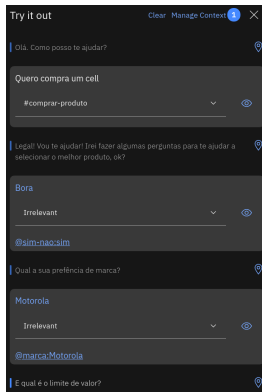 Try it out
Clear Manage Context 1
Olá. Como posso te ajudar?
Quero compra um cell
#comprar-produto
Legal! Vou te ajudar! Irei fazer algumas perguntas para te ajudar a
selecionar o melhor produto, ok?
Bora
Irrelevant
@sim-nao:sim
Qual a sua prefência de marca?
Motorola
Irrelevant
@marca:Motorola
E qual é o limite de valor?